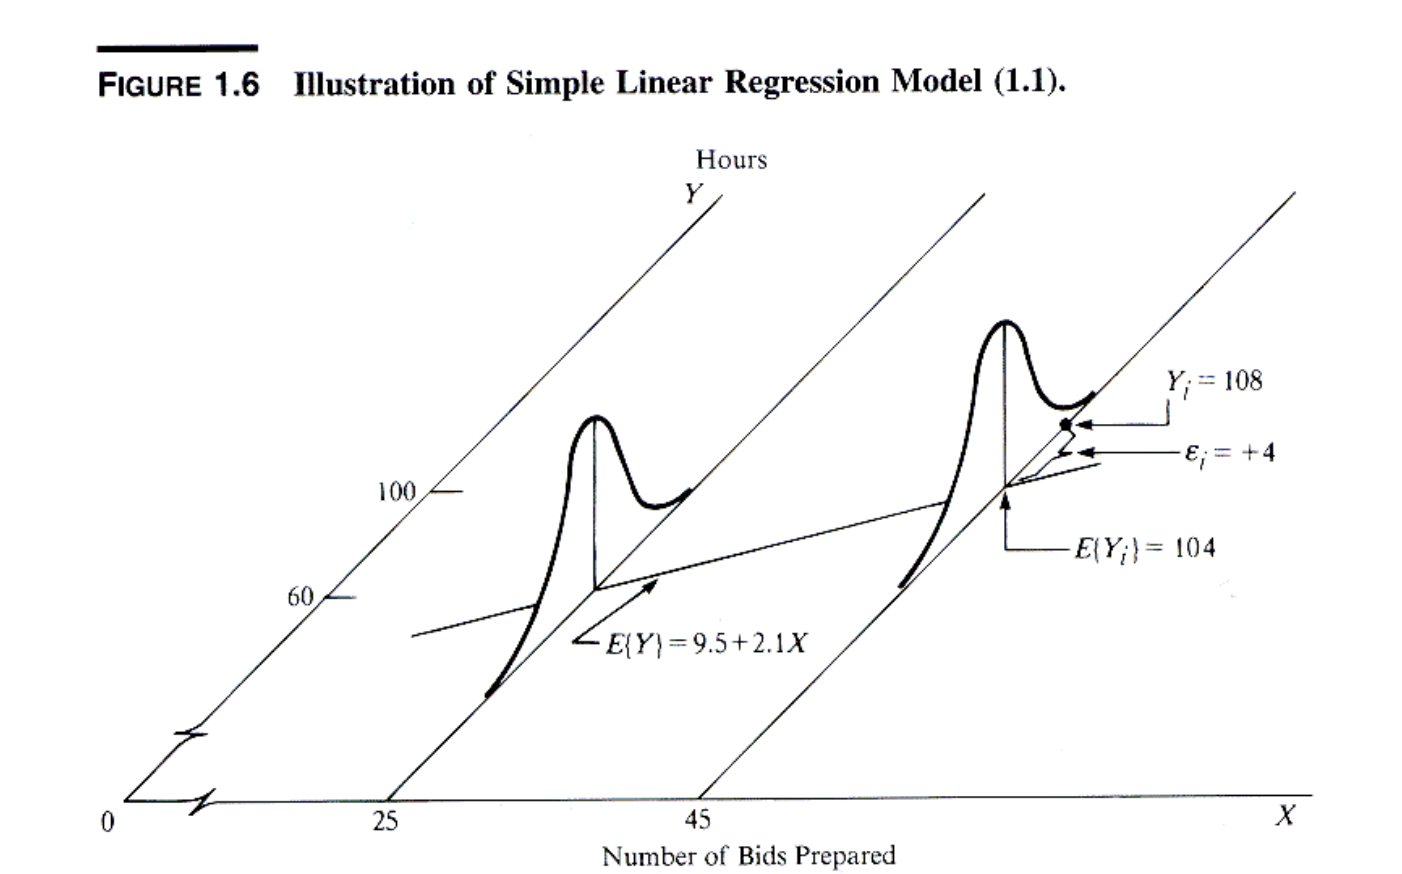 FIGURE 1.6 Illustration of Simple Linear Regression Model (1.1).
Hours
Y
Yᵢ = 108
εᵢ = +4
100
E{Yᵢ} = 104
60
E{Y} = 9.5 + 2.1X
0
25
45
X
Number of Bids Prepared